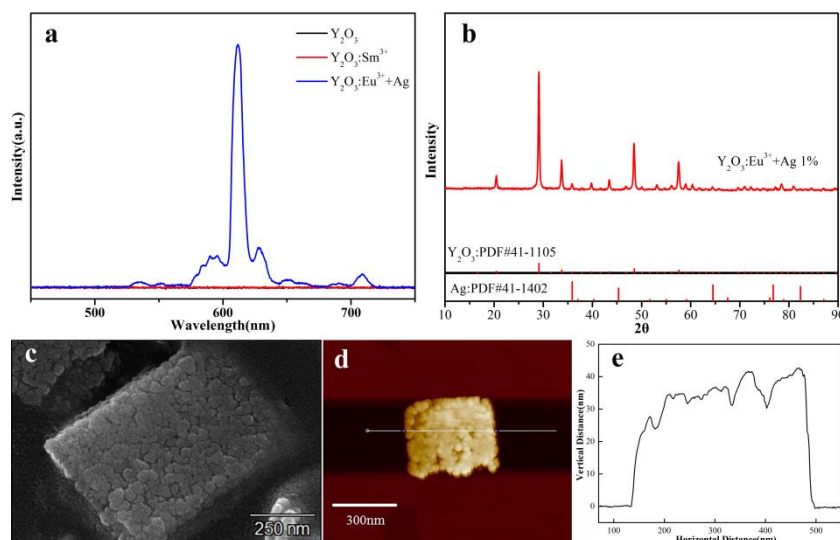 a
Y₂O₃
Y₂O₃:Sm³⁺
Y₂O₃:Eu³⁺+Ag
Intensity(a.u.)
500
600
700
Wavelength(nm)
b
Y₂O₃:Eu³⁺+Ag 1%
Y₂O₃:PDF#41-1105
Ag:PDF#41-1402
Intensity
10 20 30 40 50 60 70 80 90
2θ
c
250 nm
d
300nm
e
50
40
30
20
10
0
Vertical Distance(nm)
100 200 300 400 500
Horizontal Distance(nm)